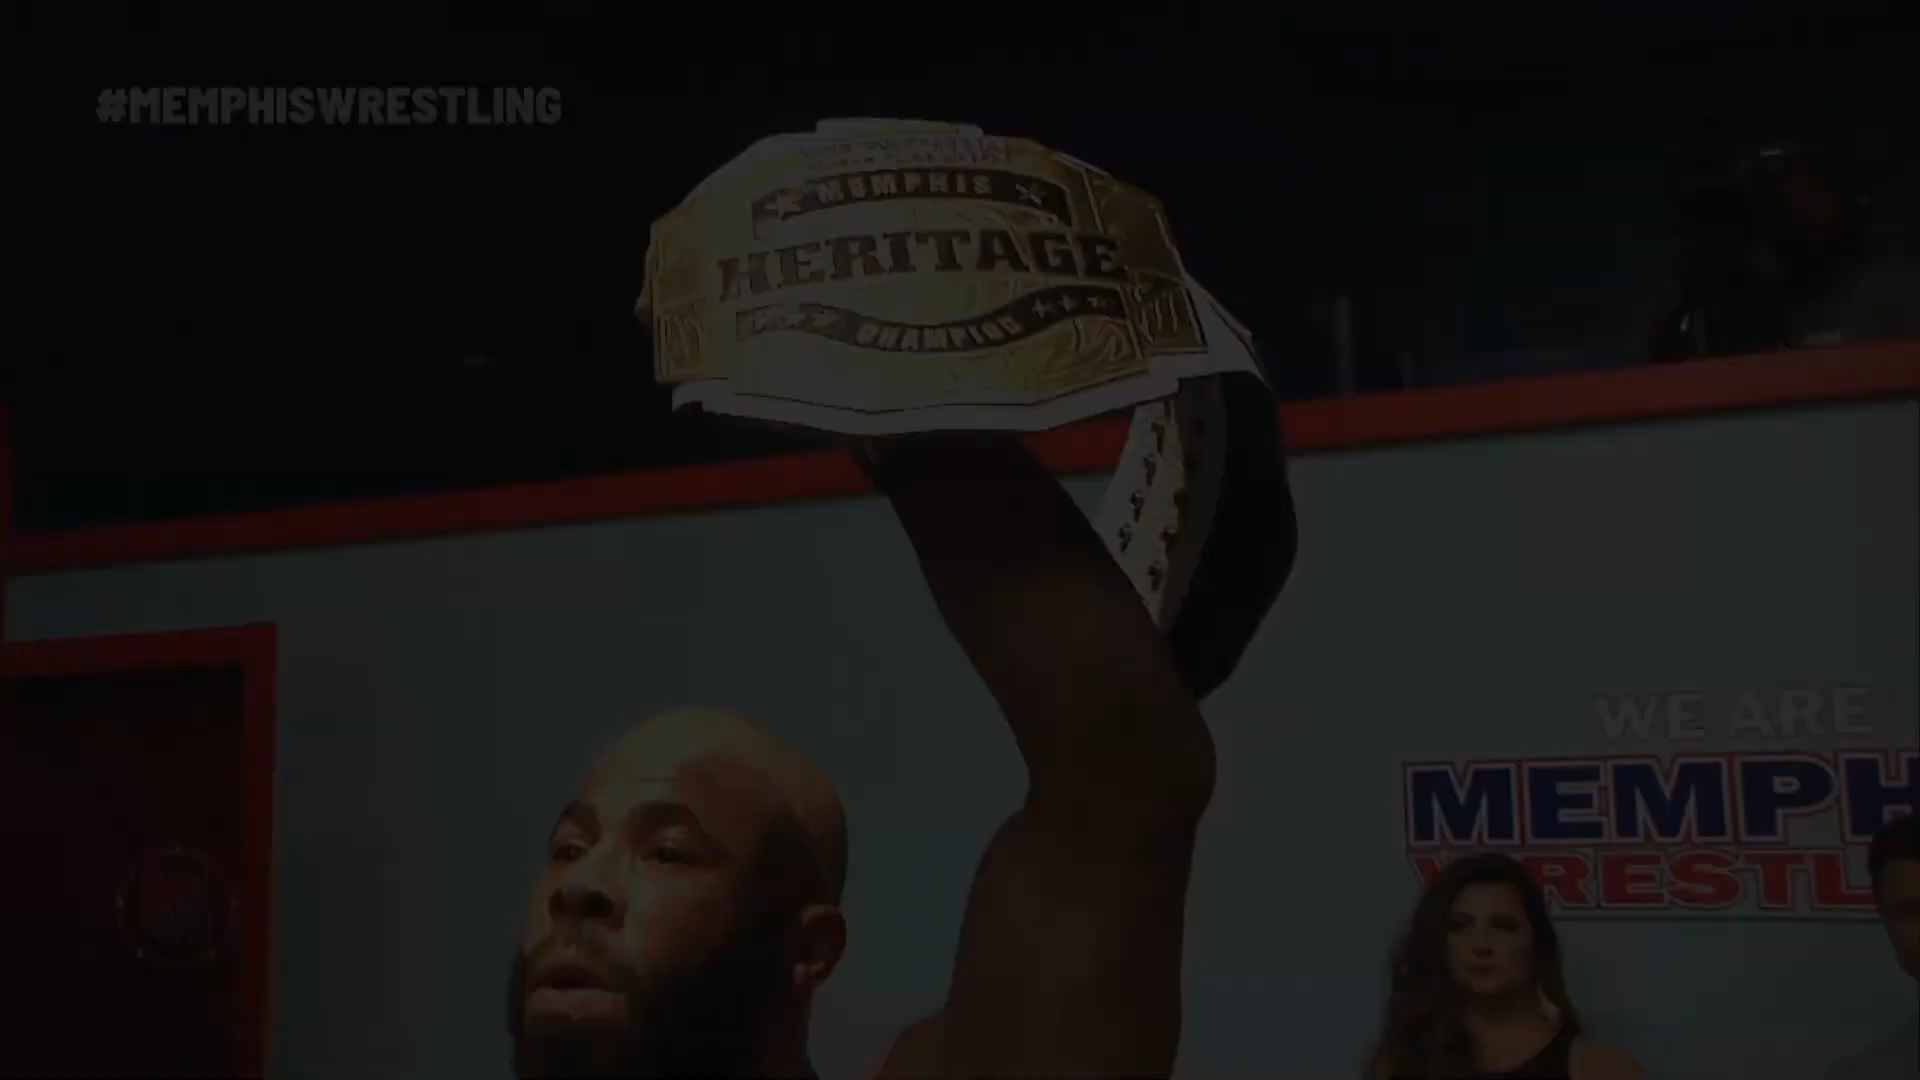 #MEMPHISWRESTLING
MEMPHIS
HERITAGE
CHAMPION
WE ARE
MEMPH
WRESTL